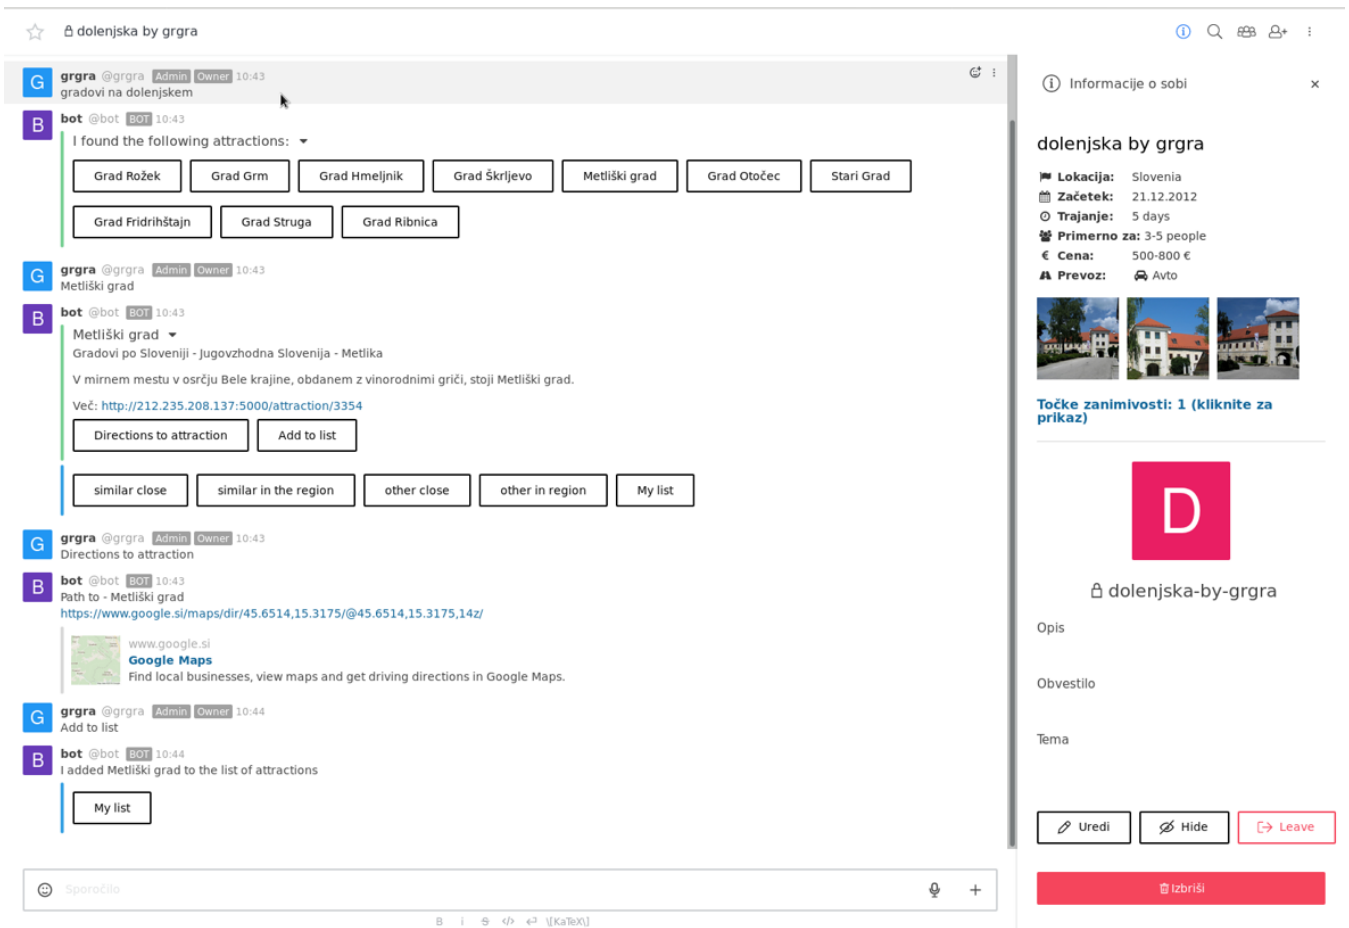 dolenjska by grgra
G grgra @grgra Admin Owner 10:43
gradovi na dolenjskem
B bot @bot BOT 10:43
I found the following attractions:
Grad Rožek Grad Grm Grad Hmeljnik Grad Škrljevo Metliški grad Grad Otočec Stari Grad
Grad Fridrihštajn Grad Struga Grad Ribnica
G grgra @grgra Admin Owner 10:43
Metliški grad
B bot @bot BOT 10:43
Metliški grad
Gradovi po Sloveniji - Jugovzhodna Slovenija - Metlika
V mirnem mestu v osrčju Bele krajine, obdanem z vinorodnimi griči, stoji Metliški grad.
Več: http://212.235.208.137:5000/attraction/3354
Directions to attraction Add to list
similar close similar in the region other close other in region My list
G grgra @grgra Admin Owner 10:43
Directions to attraction
B bot @bot BOT 10:43
Path to - Metliški grad
https://www.google.si/maps/dir/45.6514,15.3175/@45.6514,15.3175,14z/
www.google.si
Google Maps
Find local businesses, view maps and get driving directions in Google Maps.
G grgra @grgra Admin Owner 10:44
Add to list
B bot @bot BOT 10:44
I added Metliški grad to the list of attractions
My list
Sporočilo
B i S </> \[KaTeX\]
Informacije o sobi
dolenjska by grgra
Lokacija: Slovenia
Začetek: 21.12.2012
Trajanje: 5 days
Primerno za: 3-5 people
€ Cena: 500-800 €
Prevoz: Avto
Točke zanimivosti: 1 (kliknite za
prikaz)
D
dolenjska-by-grgra
Opis
Obvestilo
Tema
Uredi Hide Leave
Izbriši